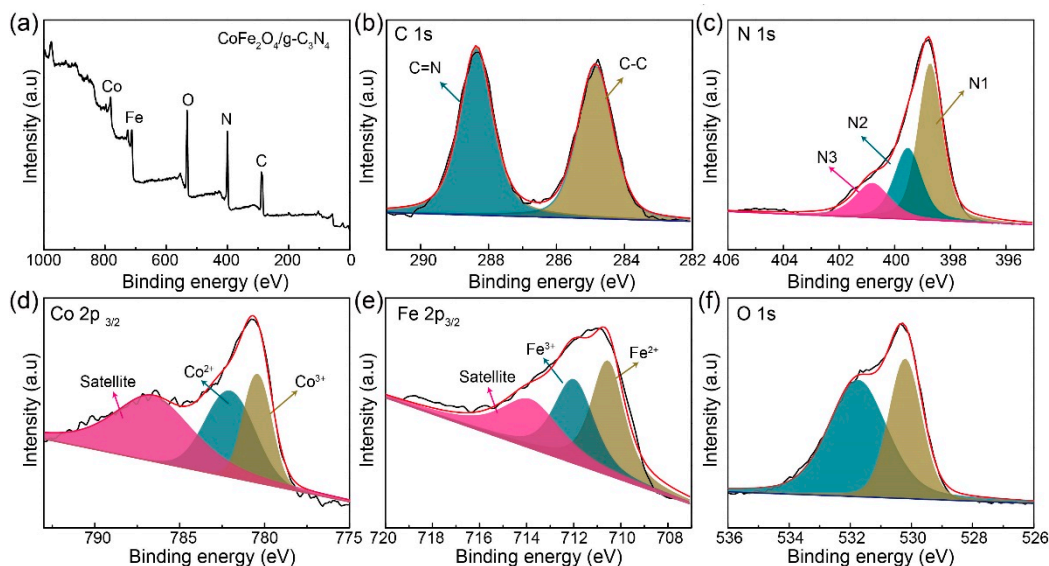 (a)
CoFe₂O₄/g-C₃N₄
Co
Fe
O
N
C
Intensity (a.u)
1000 800 600 400 200 0
Binding energy (eV)
(b)
C 1s
C=N
C-C
Intensity (a.u)
290 288 286 284 282
Binding energy (eV)
(c)
N 1s
N1
N2
N3
Intensity (a.u)
406 404 402 400 398 396
Binding energy (eV)
(d)
Co 2p 3/2
Satellite
Co²⁺
Co³⁺
Intensity (a.u)
790 785 780 775
Binding energy (eV)
(e)
Fe 2p3/2
Satellite
Fe³⁺
Fe²⁺
Intensity (a.u)
720 718 716 714 712 710 708
Binding energy (eV)
(f)
O 1s
Intensity (a.u)
536 534 532 530 528 526
Binding energy (eV)